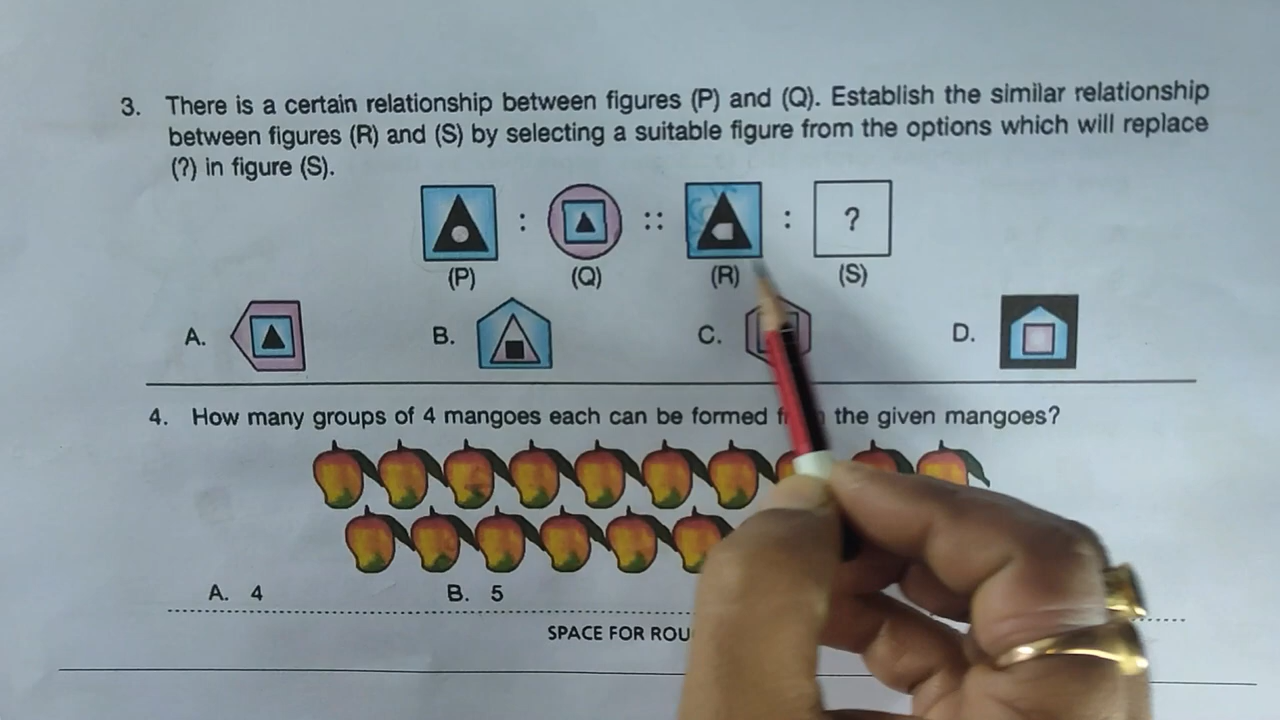 3. There is a certain relationship between figures (P) and (Q). Establish the similar relationship
between figures (R) and (S) by selecting a suitable figure from the options which will replace
(?) in figure (S).
: :: : ?
(P) (Q) (R) (S)
A. B. C. D.
4. How many groups of 4 mangoes each can be formed the given mangoes?
A. 4 B. 5
SPACE FOR